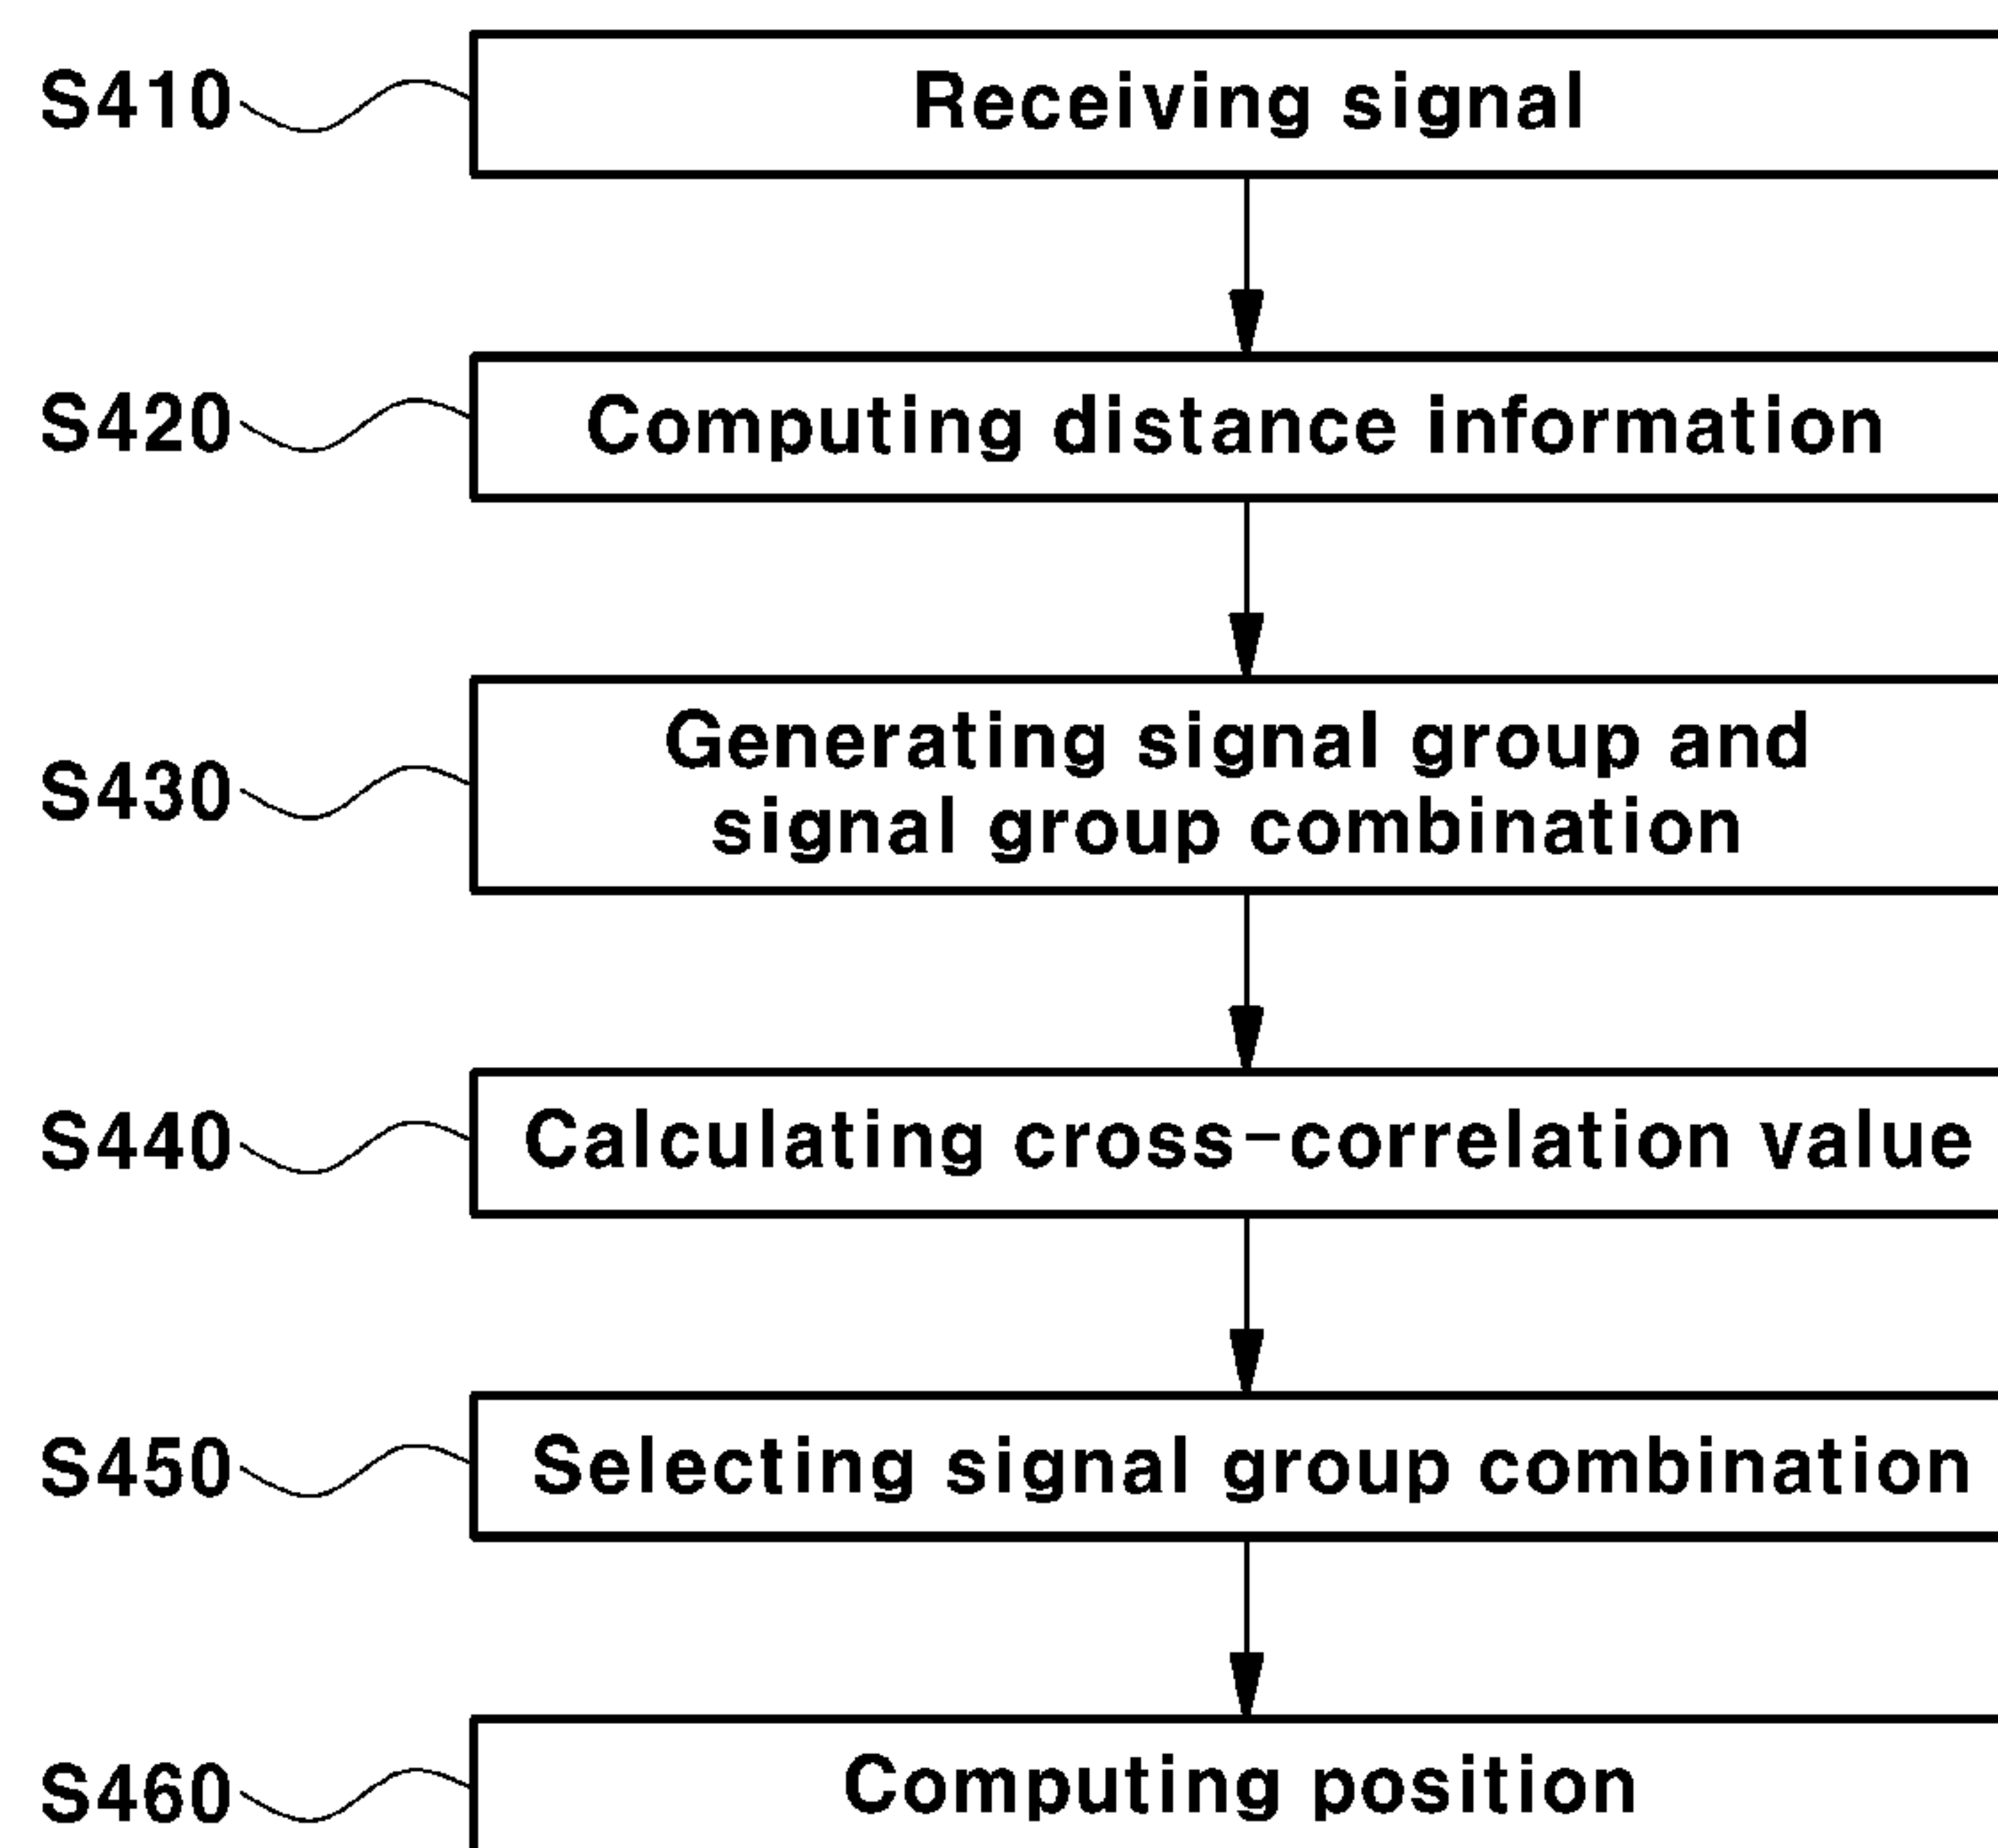 S410 Receiving signal
S420 Computing distance information
S430 Generating signal group and
signal group combination
S440 Calculating cross-correlation value
S450 Selecting signal group combination
S460 Computing position